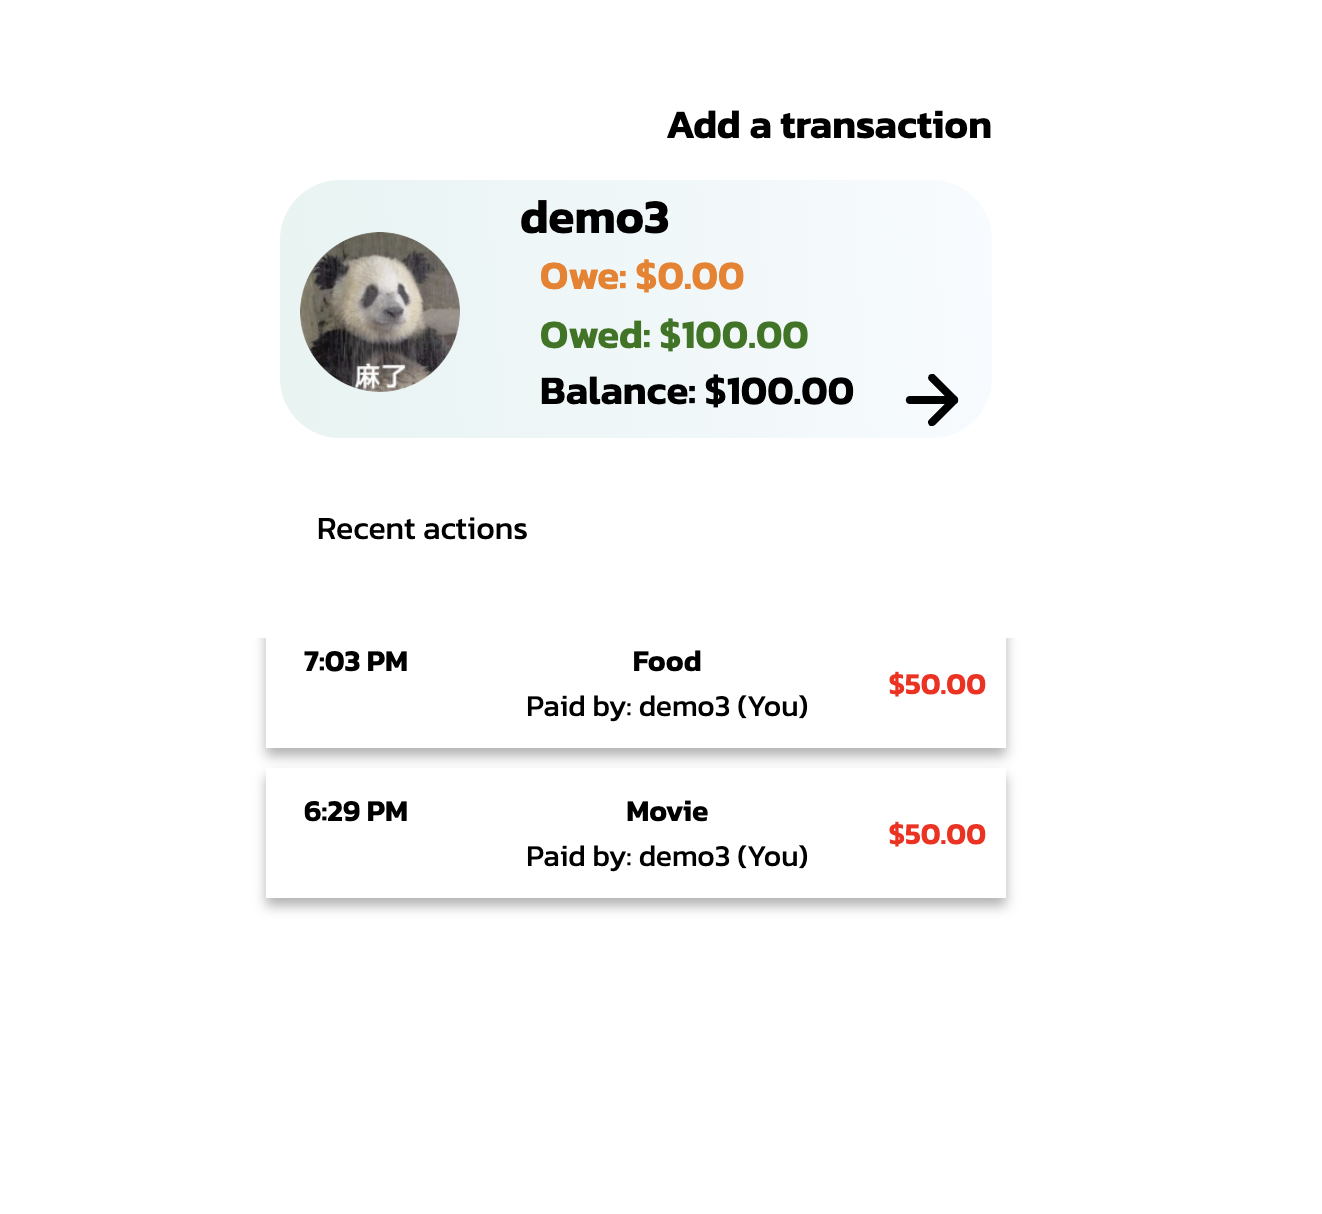 Add a transaction
demo3
Owe: $0.00
Owed: $100.00
Balance: $100.00
麻了
Recent actions
7:03 PM
Food
Paid by: demo3 (You)
$50.00
6:29 PM
Movie
Paid by: demo3 (You)
$50.00